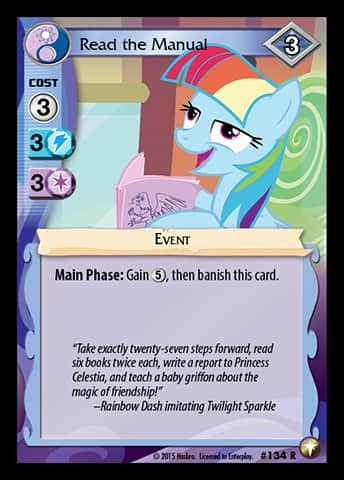 Read the Manual
3
COST
3
3
3
EVENT
Main Phase: Gain 5, then banish this card.
“Take exactly twenty-seven steps forward, read
six books twice each, write a report to Princess
Celestia, and teach a baby griffon about the
magic of friendship!”
–Rainbow Dash imitating Twilight Sparkle
© 2015 Hasbro. Licensed to Enterplay. #134 R